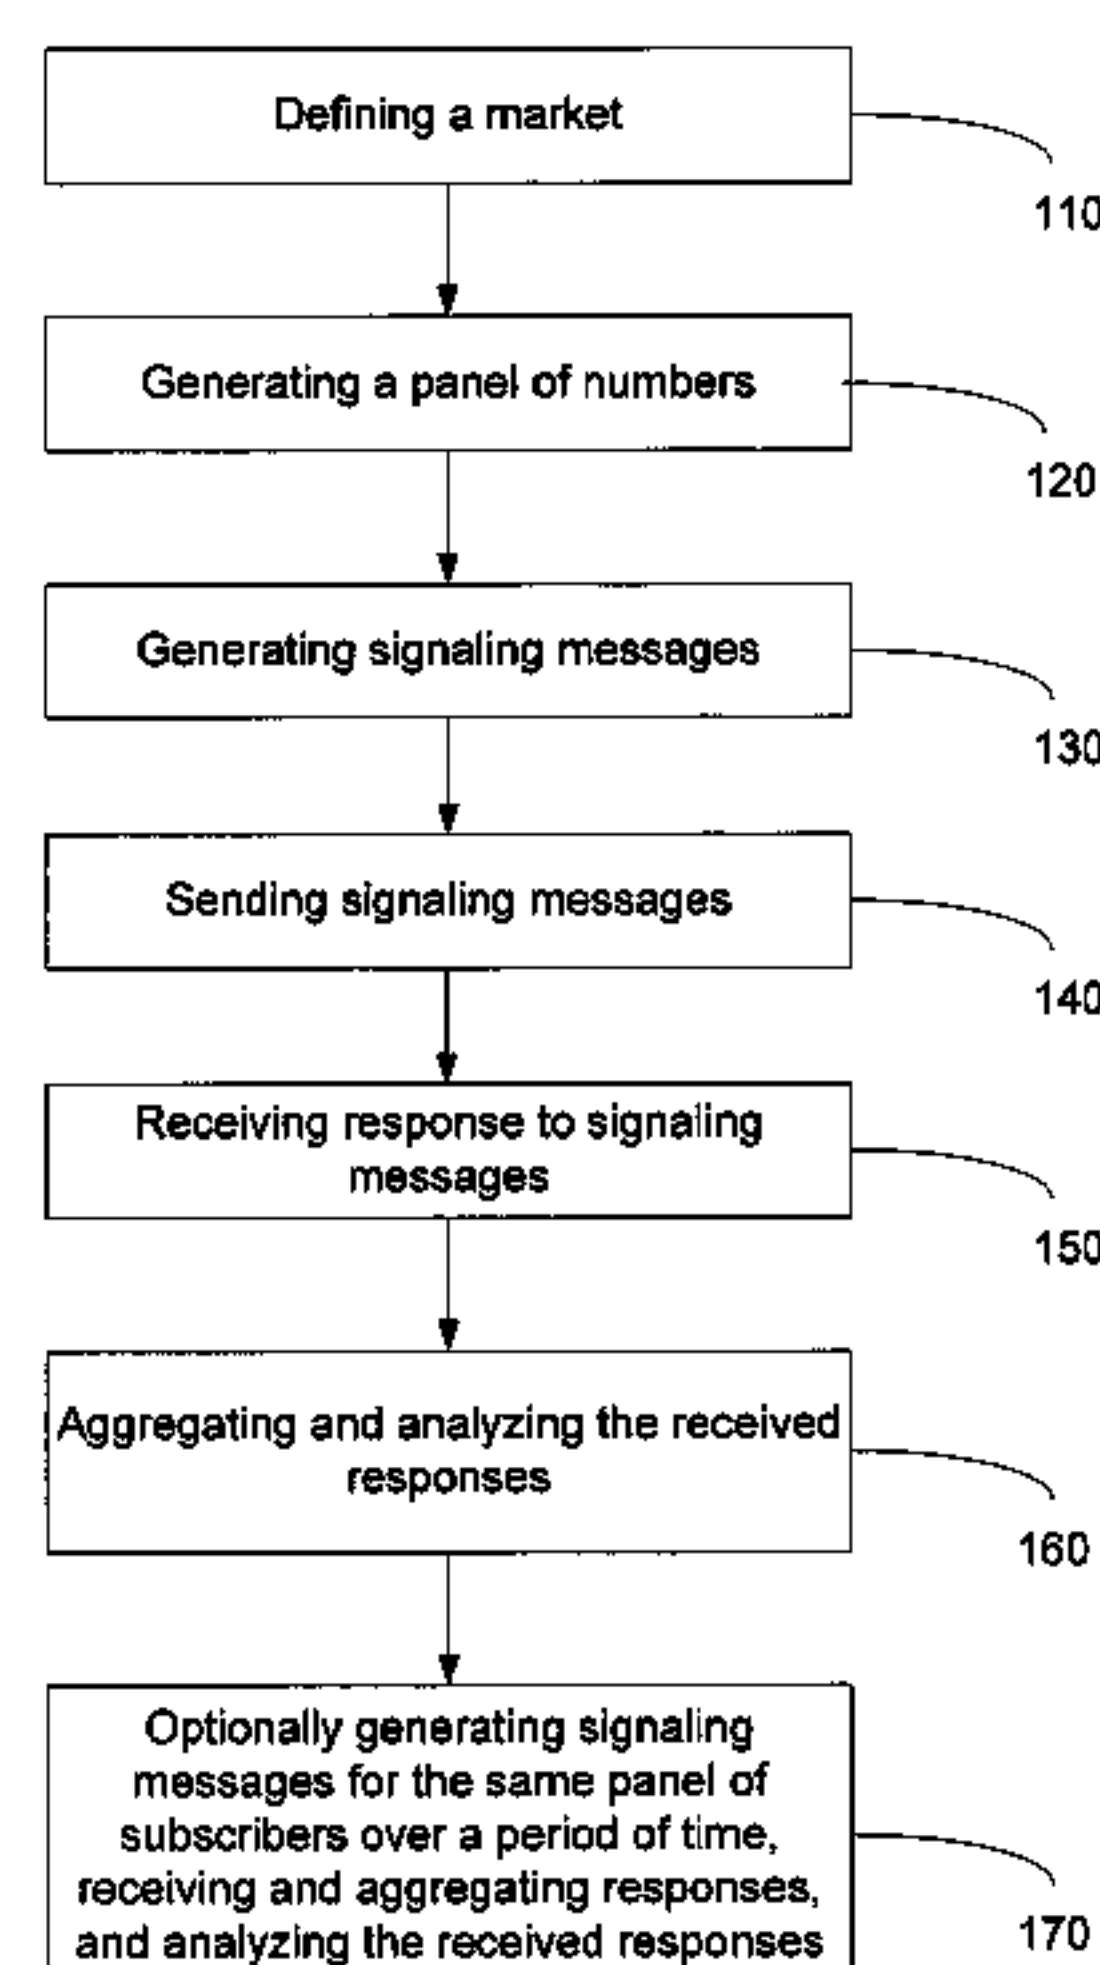 Defining a market
110
Generating a panel of numbers
120
Generating signaling messages
130
Sending signaling messages
140
Receiving response to signaling
messages
150
Aggregating and analyzing the received
responses
160
Optionally generating signaling
messages for the same panel of
subscribers over a period of time,
receiving and aggregating responses,
and analyzing the received responses
170